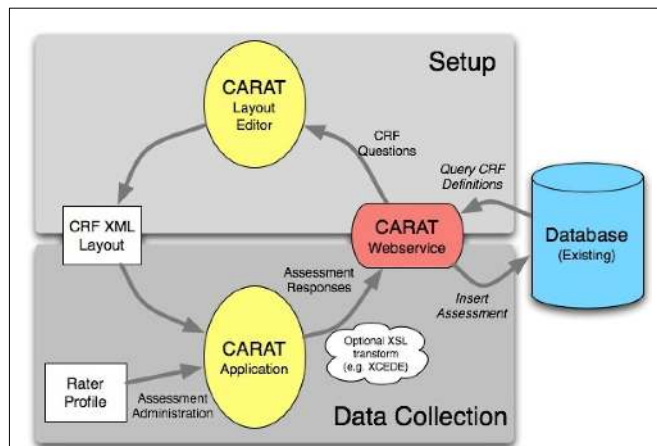 Setup
CARAT
Layout
Editor
CRF
Questions
Query CRF
Definitions
CRF XML
Layout
CARAT
Webservice
Database
(Existing)
Assessment
Responses
Insert
Assessment
CARAT
Application
Optional XSL
transform
(e.g. XCEDE)
Rater
Profile
Assessment
Administration
Data Collection